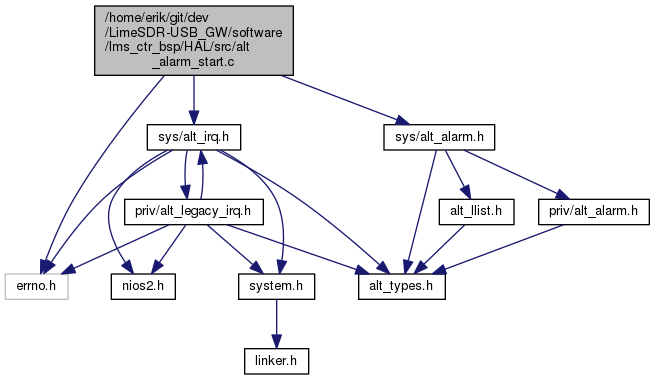 /home/erik/git/dev
/LimeSDR-USB_GW/software
/lms_ctr_bsp/HAL/src/alt
_alarm_start.c
sys/alt_irq.h
sys/alt_alarm.h
priv/alt_legacy_irq.h
alt_llist.h
priv/alt_alarm.h
errno.h
nios2.h
system.h
alt_types.h
linker.h